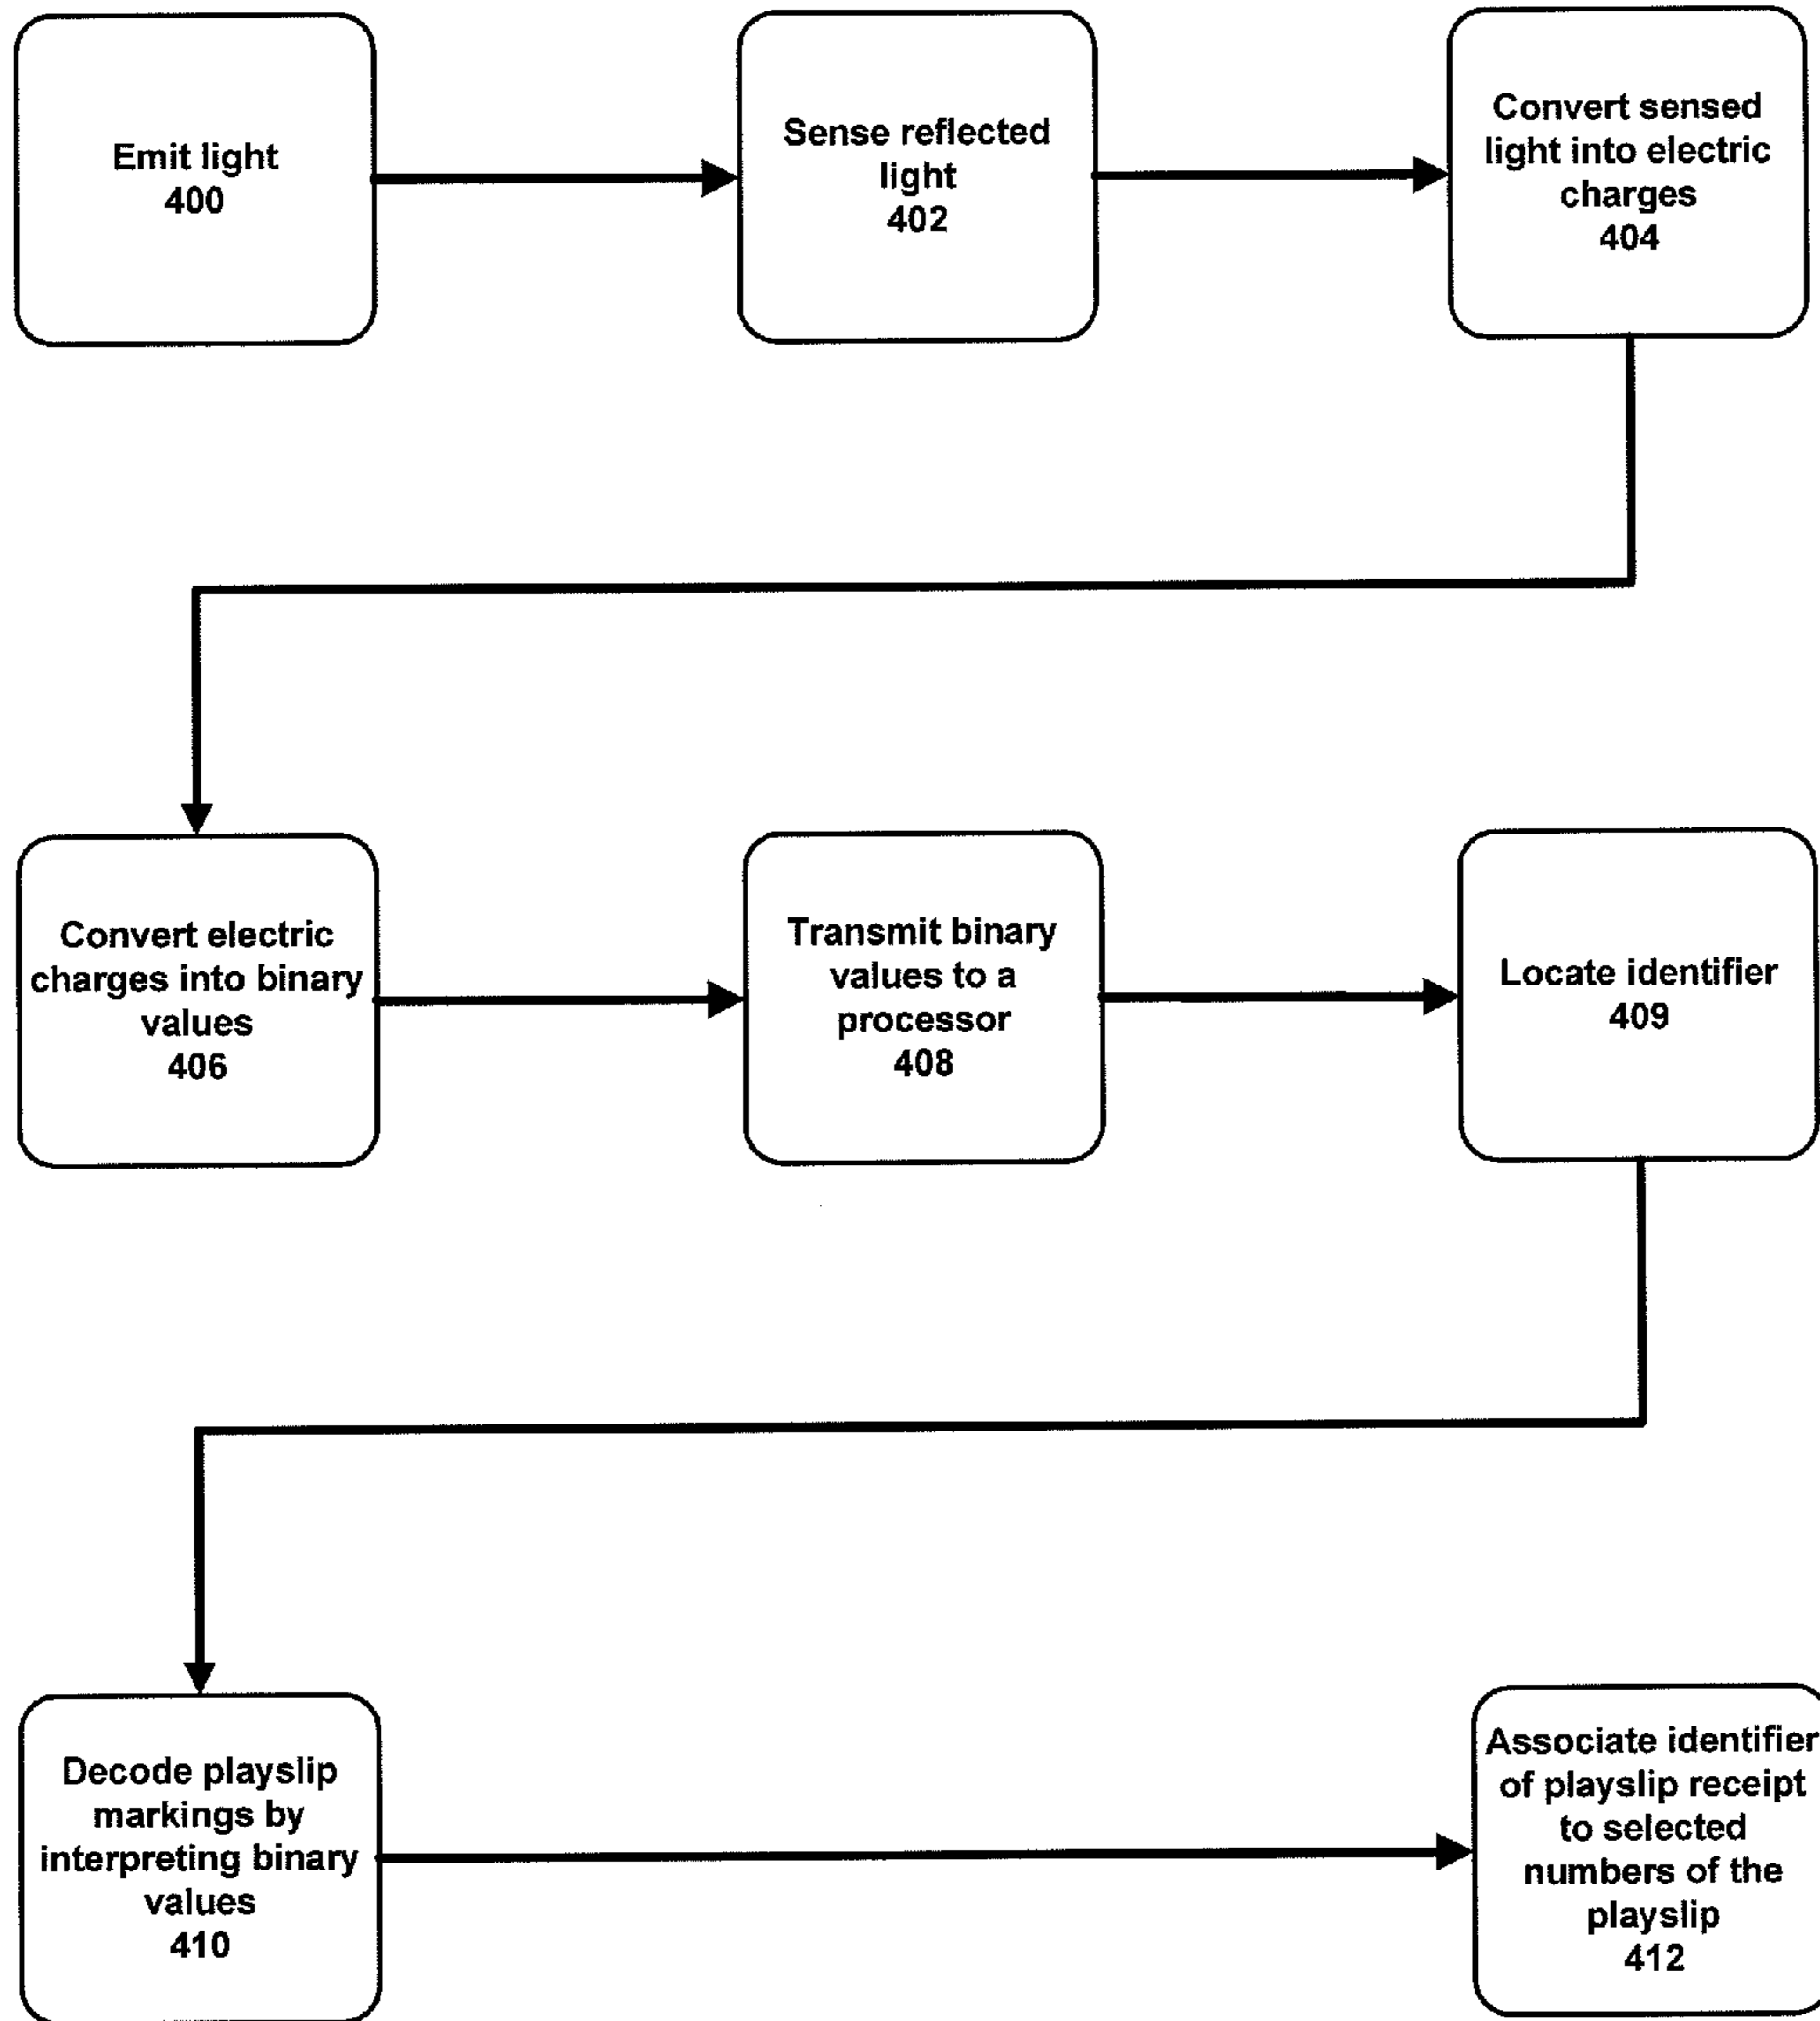 Emit light
400
Sense reflected
light
402
Convert sensed
light into electric
charges
404
Convert electric
charges into binary
values
406
Transmit binary
values to a
processor
408
Locate identifier
409
Decode playslip
markings by
interpreting binary
values
410
Associate identifier
of playslip receipt
to selected
numbers of the
playslip
412